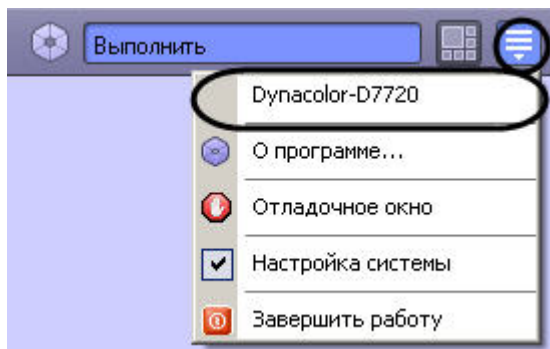 Выполнить
Dynacolor-D7720
О программе...
Отладочное окно
Настройка системы
Завершить работу